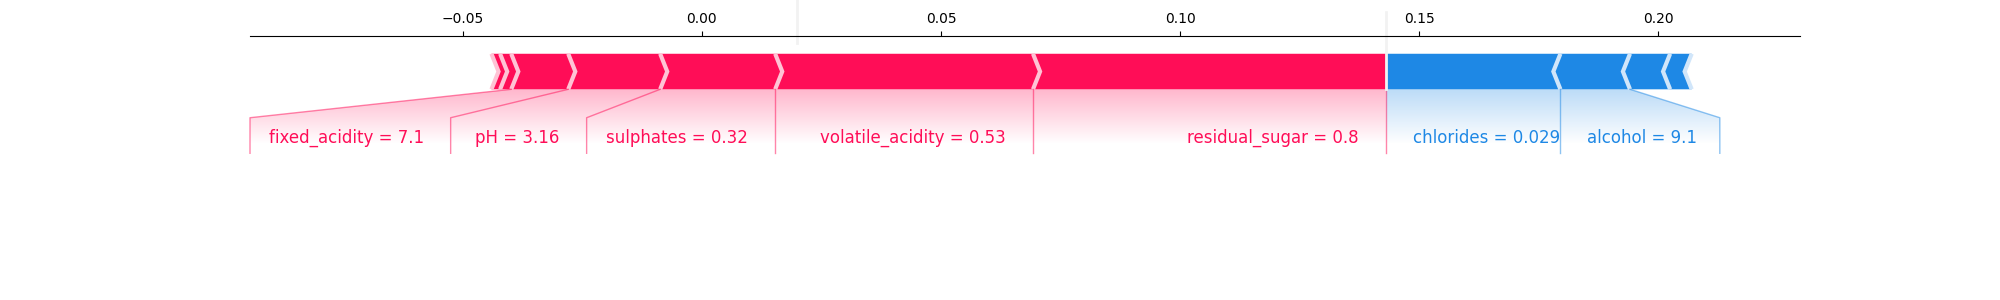 −0.05 0.00 0.05 0.10 0.15 0.20
fixed_acidity = 7.1 pH = 3.16 sulphates = 0.32 volatile_acidity = 0.53 residual_sugar = 0.8 chlorides = 0.029 alcohol = 9.1